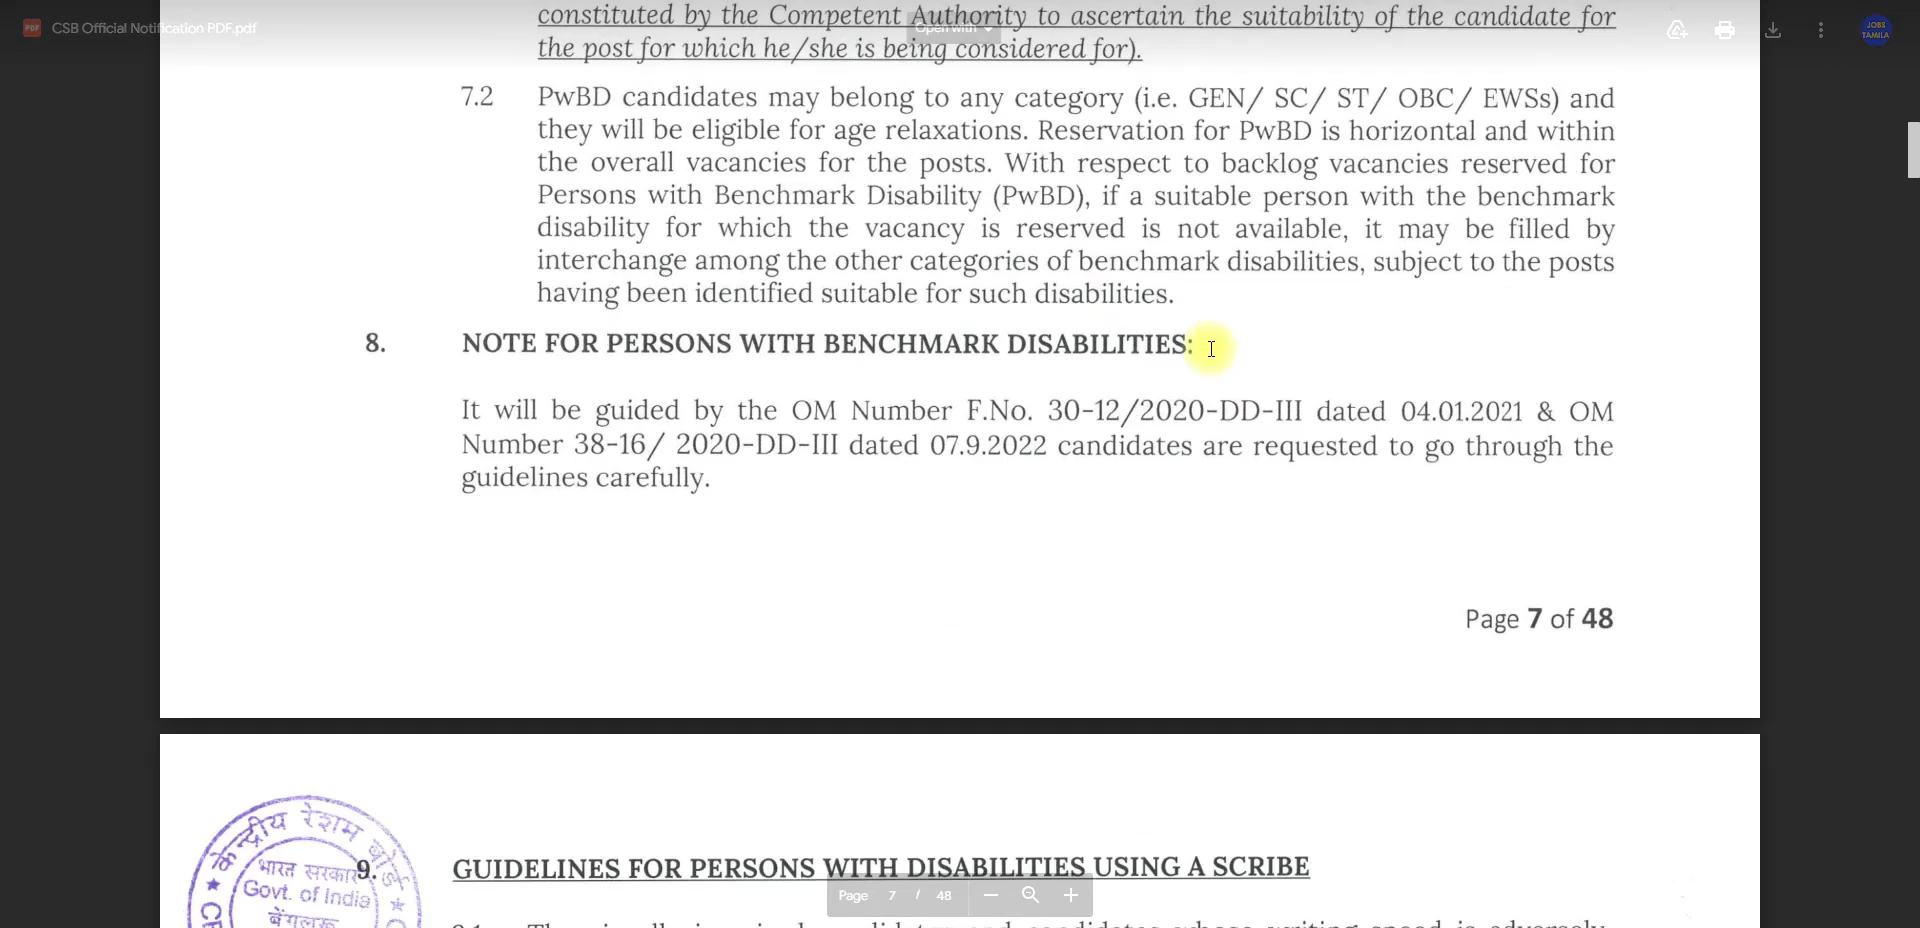 CSB Official Notification PDF.pdf
Open with
JOBS
TAMILA
constituted by the Competent Authority to ascertain the suitability of the candidate for
the post for which he/she is being considered for).
7.2 PwBD candidates may belong to any category (i.e. GEN/ SC/ ST/ OBC/ EWSs) and
they will be eligible for age relaxations. Reservation for PwBD is horizontal and within
the overall vacancies for the posts. With respect to backlog vacancies reserved for
Persons with Benchmark Disability (PwBD), if a suitable person with the benchmark
disability for which the vacancy is reserved is not available, it may be filled by
interchange among the other categories of benchmark disabilities, subject to the posts
having been identified suitable for such disabilities.
8. NOTE FOR PERSONS WITH BENCHMARK DISABILITIES:
It will be guided by the OM Number F.No. 30-12/2020-DD-III dated 04.01.2021 & OM
Number 38-16/ 2020-DD-III dated 07.9.2022 candidates are requested to go through the
guidelines carefully.
Page 7 of 48
केन्द्रीय रेशम बोर्ड
भारत सरकार
Govt. of India
बेंगलूरू
9. GUIDELINES FOR PERSONS WITH DISABILITIES USING A SCRIBE
Page 7 / 48